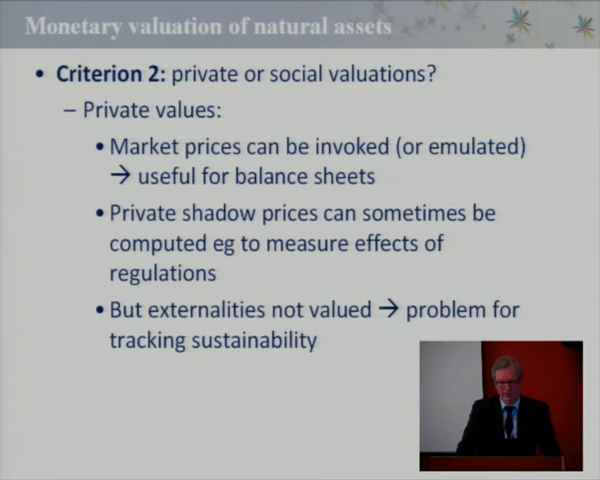 Monetary valuation of natural assets
• Criterion 2: private or social valuations?
– Private values:
• Market prices can be invoked (or emulated)
→ useful for balance sheets
• Private shadow prices can sometimes be
computed eg to measure effects of
regulations
• But externalities not valued → problem for
tracking sustainability